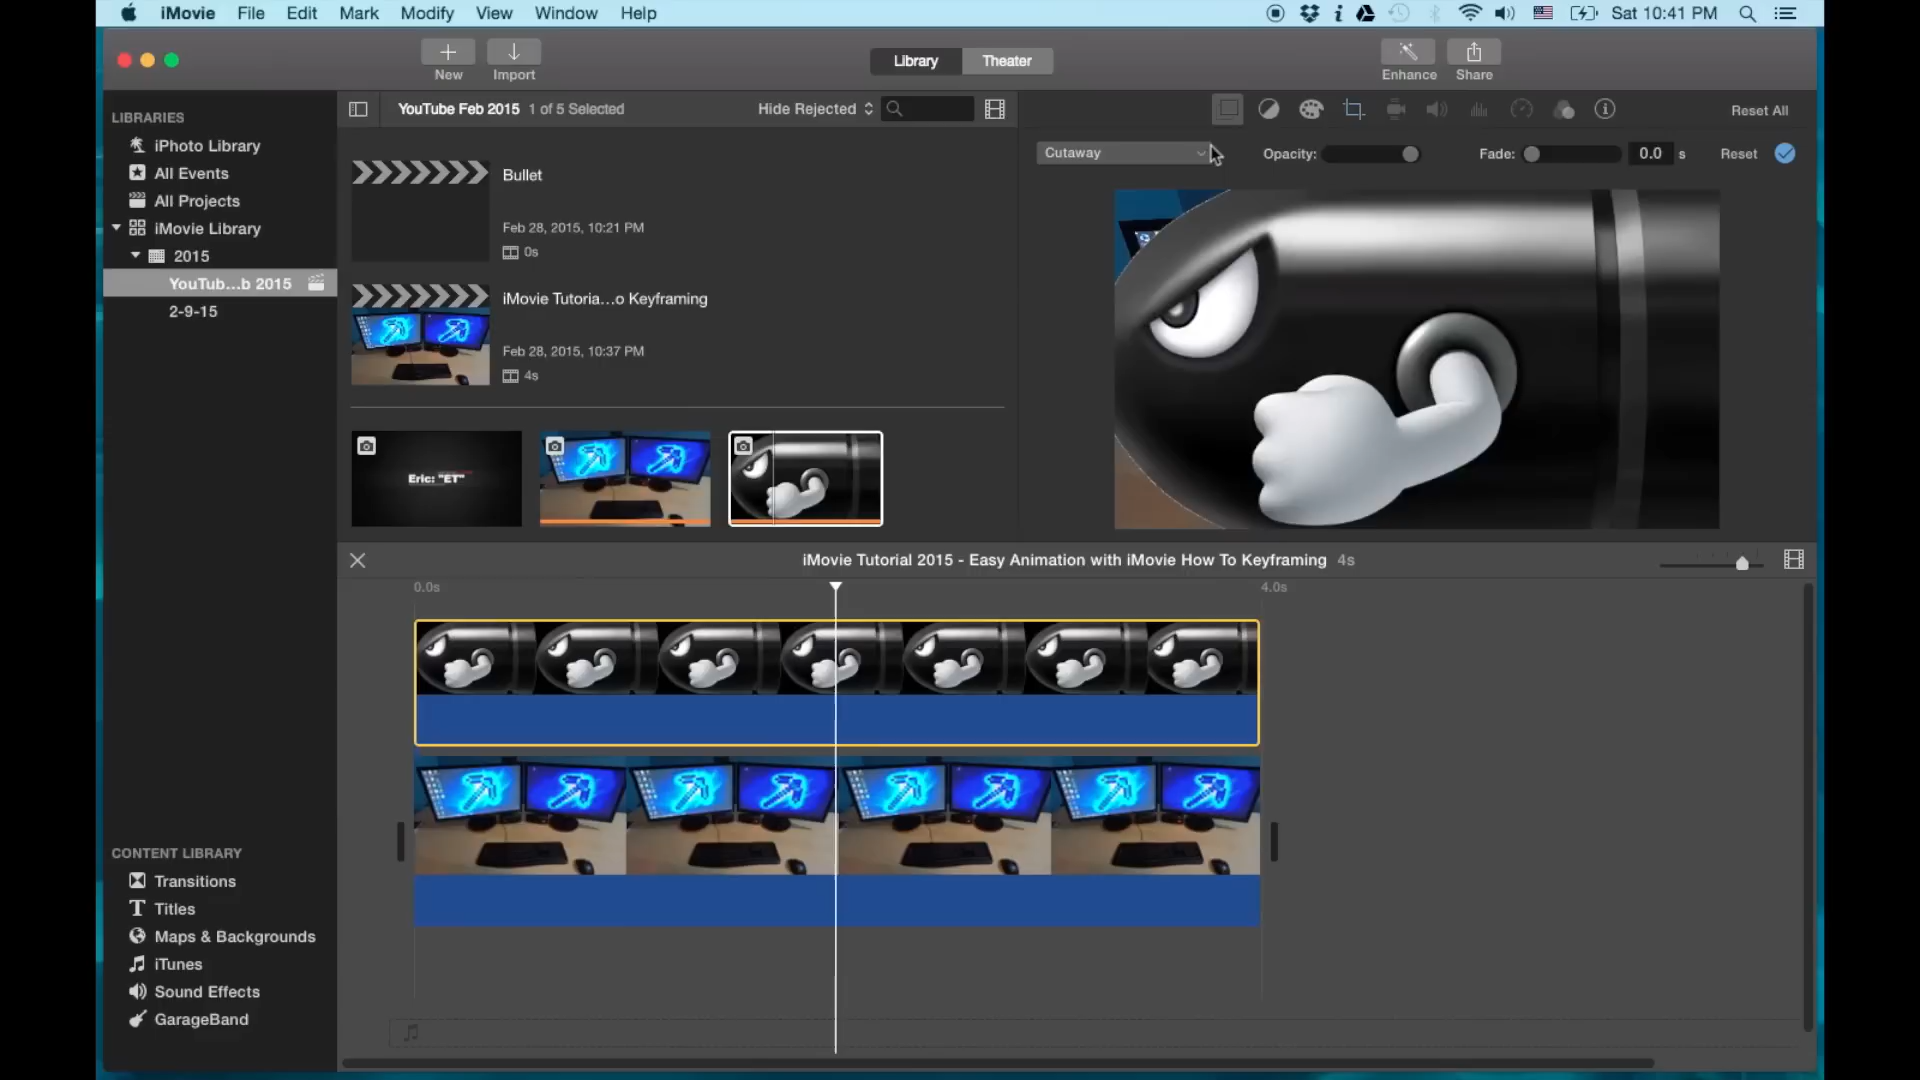 iMovie File Edit Mark Modify View Window Help
Sat 10:41 PM
New
Import
Library
Theater
Enhance
Share
LIBRARIES
iPhoto Library
All Events
All Projects
iMovie Library
2015
YouTub...b 2015
2-9-15
YouTube Feb 2015 1 of 5 Selected
Hide Rejected
Reset All
Cutaway
Opacity:
Fade:
0.0 s
Reset
Bullet
Feb 28, 2015, 10:21 PM
0s
iMovie Tutoria...o Keyframing
Feb 28, 2015, 10:37 PM
4s
Eric: "ET"
iMovie Tutorial 2015 - Easy Animation with iMovie How To Keyframing 4s
0.0s
4.0s
CONTENT LIBRARY
Transitions
Titles
Maps & Backgrounds
iTunes
Sound Effects
GarageBand